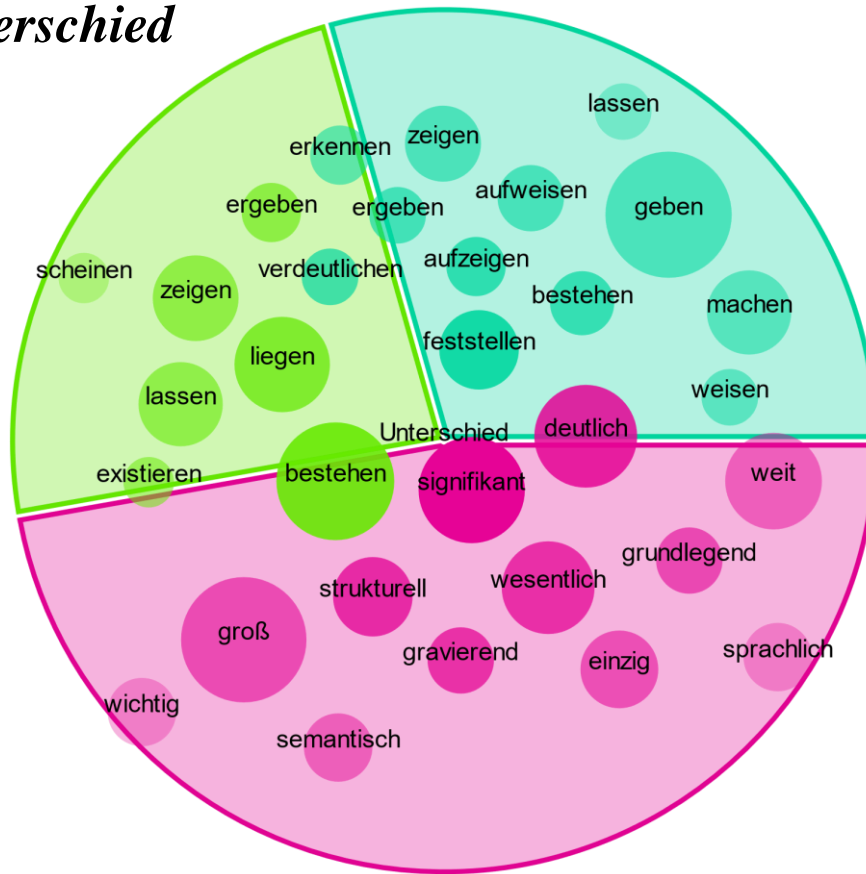 erschied
lassen
zeigen
erkennen
aufweisen
ergeben
ergeben
geben
aufzeigen
scheinen
verdeutlichen
zeigen
bestehen
machen
feststellen
liegen
weisen
lassen
Unterschied
deutlich
existieren
bestehen
signifikant
weit
grundlegend
strukturell
wesentlich
groß
gravierend
einzig
sprachlich
wichtig
semantisch